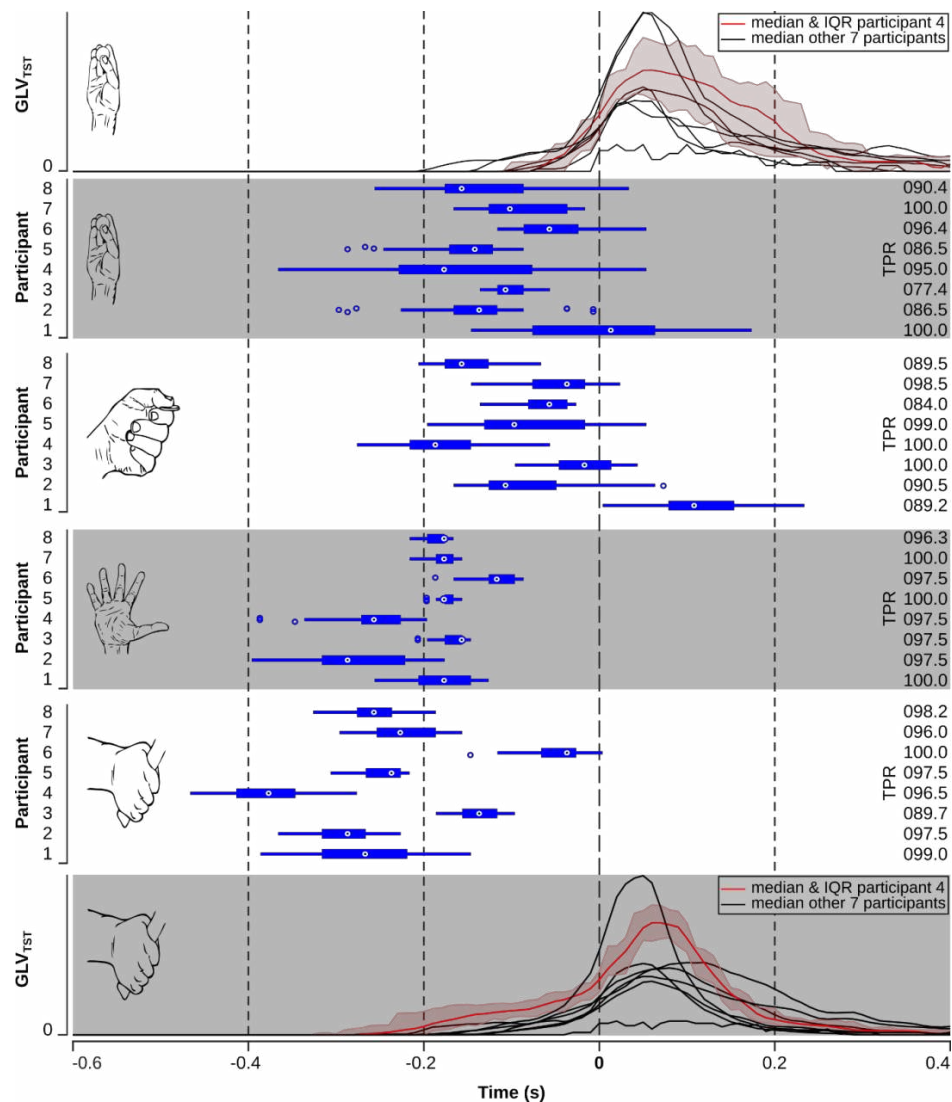 median & IQR participant 4
median other 7 participants
GLVTST
0
Participant
TPR
8 090.4
7 100.0
6 096.4
5 086.5
4 095.0
3 077.4
2 086.5
1 100.0
Participant
TPR
8 089.5
7 098.5
6 084.0
5 099.0
4 100.0
3 100.0
2 090.5
1 089.2
Participant
TPR
8 096.3
7 100.0
6 097.5
5 100.0
4 097.5
3 097.5
2 097.5
1 100.0
Participant
TPR
8 098.2
7 096.0
6 100.0
5 097.5
4 096.5
3 089.7
2 097.5
1 099.0
median & IQR participant 4
median other 7 participants
GLVTST
0
-0.6 -0.4 -0.2 0 0.2 0.4
Time (s)